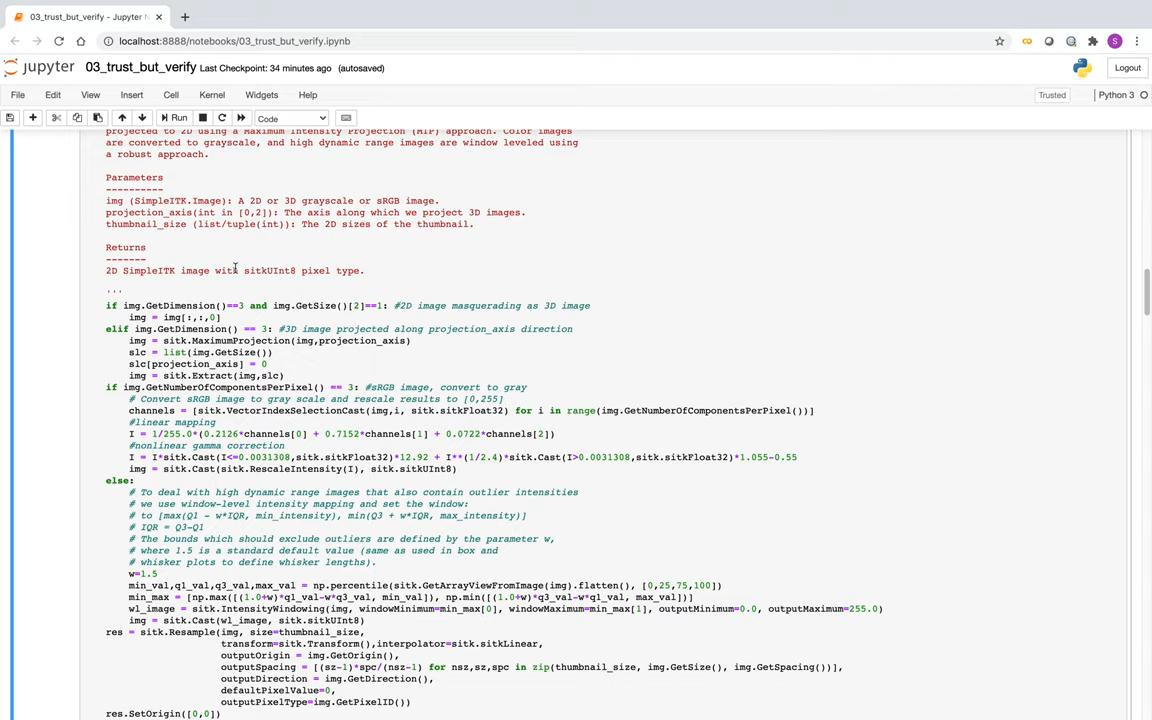 03_trust_but_verify - Jupyter N
localhost:8888/notebooks/03_trust_but_verify.ipynb
S
jupyter 03_trust_but_verify Last Checkpoint: 34 minutes ago (autosaved)
Logout
File Edit View Insert Cell Kernel Widgets Help
Trusted
Python 3
Run
Code
projected to 2D using a Maximum Intensity Projection (MIP) approach. Color images
are converted to grayscale, and high dynamic range images are window leveled using
a robust approach.
Parameters
----------
img (SimpleITK.Image): A 2D or 3D grayscale or sRGB image.
projection_axis(int in [0,2]): The axis along which we project 3D images.
thumbnail_size (list/tuple(int)): The 2D sizes of the thumbnail.
Returns
-------
2D SimpleITK image with sitkUInt8 pixel type.
'''
if img.GetDimension()==3 and img.GetSize()[2]==1: #2D image masquerading as 3D image
img = img[:,:,0]
elif img.GetDimension() == 3: #3D image projected along projection_axis direction
img = sitk.MaximumProjection(img,projection_axis)
slc = list(img.GetSize())
slc[projection_axis] = 0
img = sitk.Extract(img,slc)
if img.GetNumberOfComponentsPerPixel() == 3: #sRGB image, convert to gray
# Convert sRGB image to gray scale and rescale results to [0,255]
channels = [sitk.VectorIndexSelectionCast(img,i, sitk.sitkFloat32) for i in range(img.GetNumberOfComponentsPerPixel())]
#linear mapping
I = 1/255.0*(0.2126*channels[0] + 0.7152*channels[1] + 0.0722*channels[2])
#nonlinear gamma correction
I = I*sitk.Cast(I<=0.0031308,sitk.sitkFloat32)*12.92 + I**(1/2.4)*sitk.Cast(I>0.0031308,sitk.sitkFloat32)*1.055-0.55
img = sitk.Cast(sitk.RescaleIntensity(I), sitk.sitkUInt8)
else:
# To deal with high dynamic range images that also contain outlier intensities
# we use window-level intensity mapping and set the window:
# to [max(Q1 - w*IQR, min_intensity), min(Q3 + w*IQR, max_intensity)]
# IQR = Q3-Q1
# The bounds which should exclude outliers are defined by the parameter w,
# where 1.5 is a standard default value (same as used in box and
# whisker plots to define whisker lengths).
w=1.5
min_val,q1_val,q3_val,max_val = np.percentile(sitk.GetArrayViewFromImage(img).flatten(), [0,25,75,100])
min_max = [np.max([(1.0+w)*q1_val-w*q3_val, min_val]), np.min([(1.0+w)*q3_val-w*q1_val, max_val])]
wl_image = sitk.IntensityWindowing(img, windowMinimum=min_max[0], windowMaximum=min_max[1], outputMinimum=0.0, outputMaximum=255.0)
img = sitk.Cast(wl_image, sitk.sitkUInt8)
res = sitk.Resample(img, size=thumbnail_size,
transform=sitk.Transform(),interpolator=sitk.sitkLinear,
outputOrigin = img.GetOrigin(),
outputSpacing = [(sz-1)*spc/(nsz-1) for nsz,sz,spc in zip(thumbnail_size, img.GetSize(), img.GetSpacing())],
outputDirection = img.GetDirection(),
defaultPixelValue=0,
outputPixelType=img.GetPixelID())
res.SetOrigin([0,0])